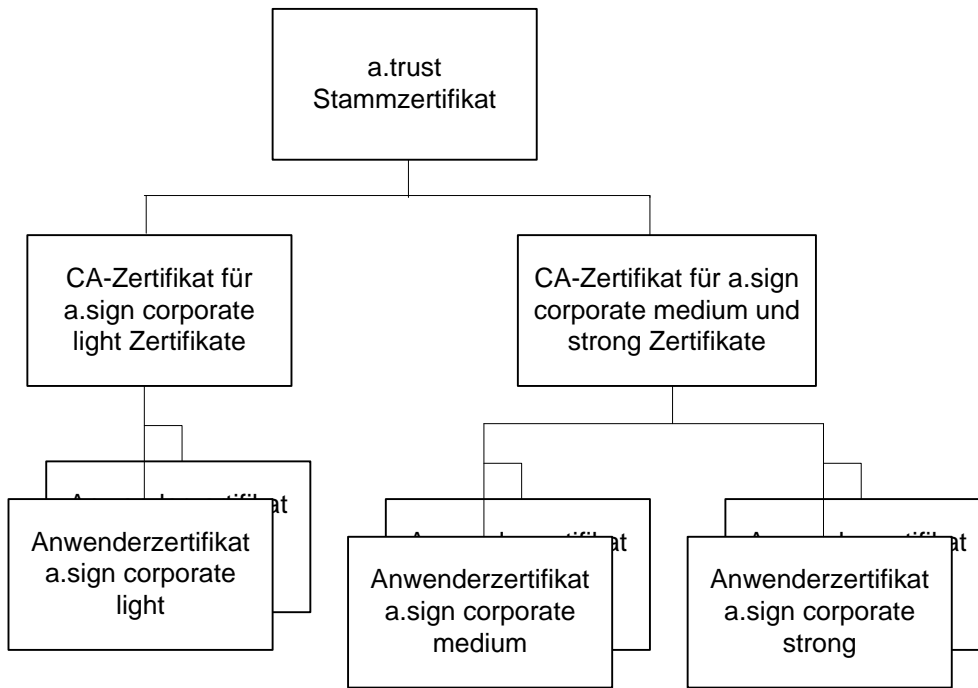 a.trust
Stammzertifikat
CA-Zertifikat für
a.sign corporate
light Zertifikate
CA-Zertifikat für a.sign
corporate medium und
strong Zertifikate
Anwenderzertifikat
a.sign corporate
light
Anwenderzertifikat
a.sign corporate
medium
Anwenderzertifikat
a.sign corporate
strong